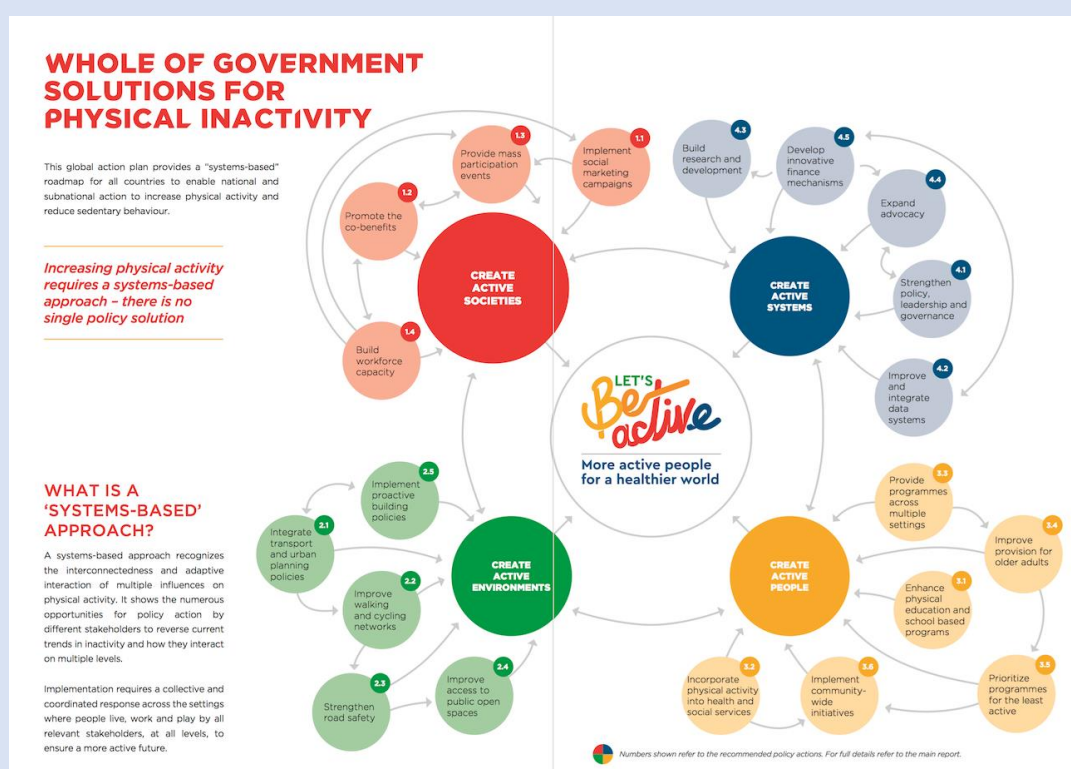 WHOLE OF GOVERNMENT
SOLUTIONS FOR
PHYSICAL INACTIVITY
This global action plan provides a “systems-based”
roadmap for all countries to enable national and
subnational action to increase physical activity and
reduce sedentary behaviour.
Increasing physical activity
requires a systems-based
approach – there is no
single policy solution
WHAT IS A
‘SYSTEMS-BASED’
APPROACH?
A systems-based approach recognizes
the interconnectedness and adaptive
interaction of multiple influences on
physical activity. It shows the numerous
opportunities for policy action by
different stakeholders to reverse current
trends in inactivity and how they interact
on multiple levels.
Implementation requires a collective and
coordinated response across the settings
where people live, work and play by all
relevant stakeholders, at all levels, to
ensure a more active future.
CREATE
ACTIVE
SOCIETIES
1.1
Implement
social
marketing
campaigns
1.3
Provide mass
participation
events
1.2
Promote the
co-benefits
1.4
Build
workforce
capacity
CREATE
ACTIVE
SYSTEMS
4.3
Build
research and
development
4.5
Develop
innovative
finance
mechanisms
4.4
Expand
advocacy
4.1
Strengthen
policy,
leadership and
governance
4.2
Improve
and
integrate
data
systems
LET'S
Be active
More active people
for a healthier world
CREATE
ACTIVE
ENVIRONMENTS
2.5
Implement
proactive
building
policies
2.1
Integrate
transport
and urban
planning
policies
2.2
Improve
walking
and cycling
networks
2.3
Strengthen
road safety
2.4
Improve
access to
public open
spaces
CREATE
ACTIVE
PEOPLE
3.3
Provide
programmes
across
multiple
settings
3.4
Improve
provision for
older adults
3.1
Enhance
physical
education and
school based
programs
3.2
Incorporate
physical activity
into health and
social services
3.6
Implement
community-
wide
initiatives
3.5
Prioritize
programmes
for the least
active
Numbers shown refer to the recommended policy actions. For full details refer to the main report.